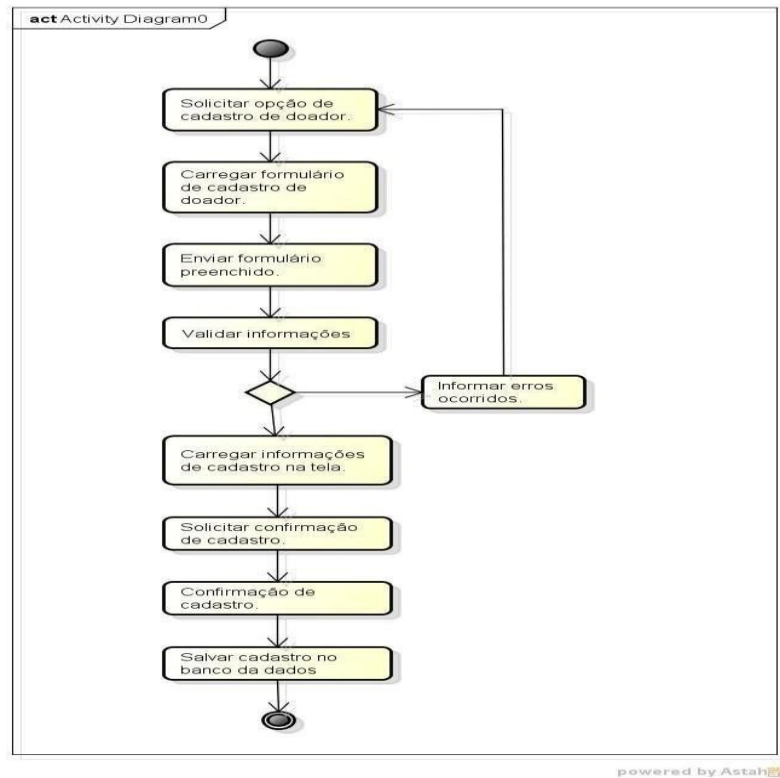 act Activity Diagram0
Solicitar opção de
cadastro de doador.
Carregar formulário
de cadastro de
doador.
Enviar formulário
preenchido.
Validar informações
Informar erros
ocorridos.
Carregar informações
de cadastro na tela.
Solicitar confirmação
de cadastro.
Confirmação de
cadastro.
Salvar cadastro no
banco da dados
powered by Astah